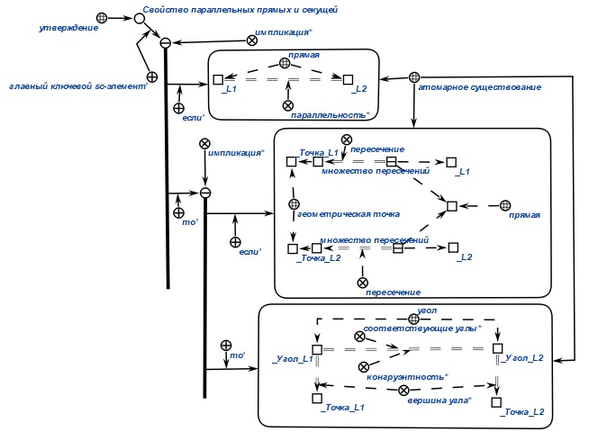 Свойство параллельных прямых и секущей
утверждение
импликация*
прямая
главный ключевой sc-элемент'
_L1
_L2
атомарное существование
если'
параллельность*
импликация*
пересечение
_Точка_L1
множество пересечений
_L1
геометрическая точка
прямая
то'
множество пересечений
если'
_Точка_L2
_L2
пересечение
угол
соответствующие углы*
то'
_Угол_L1
_Угол_L2
конгруэнтность*
_Точка_L1
вершина угла*
_Точка_L2